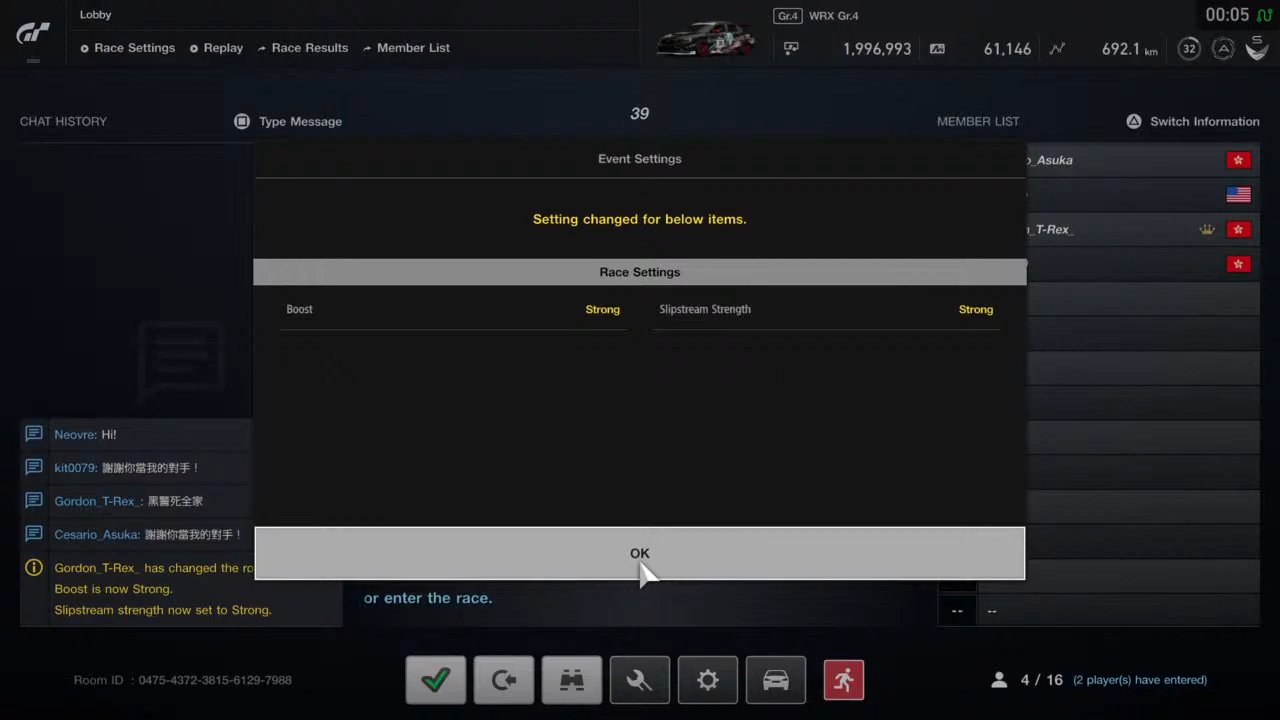 Lobby
Race Settings
Replay
Race Results
Member List
Gr.4 WRX Gr.4
1,996,993
61,146
692.1 km
32
S
00:05
CHAT HISTORY
Type Message
39
MEMBER LIST
Switch Information
Event Settings
Setting changed for below items.
Race Settings
Boost Strong
Slipstream Strength Strong
o_Asuka
n_T-Rex_
Neovre: Hi!
kit0079: 謝謝你當我的對手！
Gordon_T-Rex_: 黑警死全家
Cesario_Asuka: 謝謝你當我的對手！
Gordon_T-Rex_ has changed the ro
Boost is now Strong.
Slipstream strength now set to Strong.
OK
or enter the race.
-- --
Room ID : 0475-4372-3815-6129-7988
4 / 16 (2 player(s) have entered)